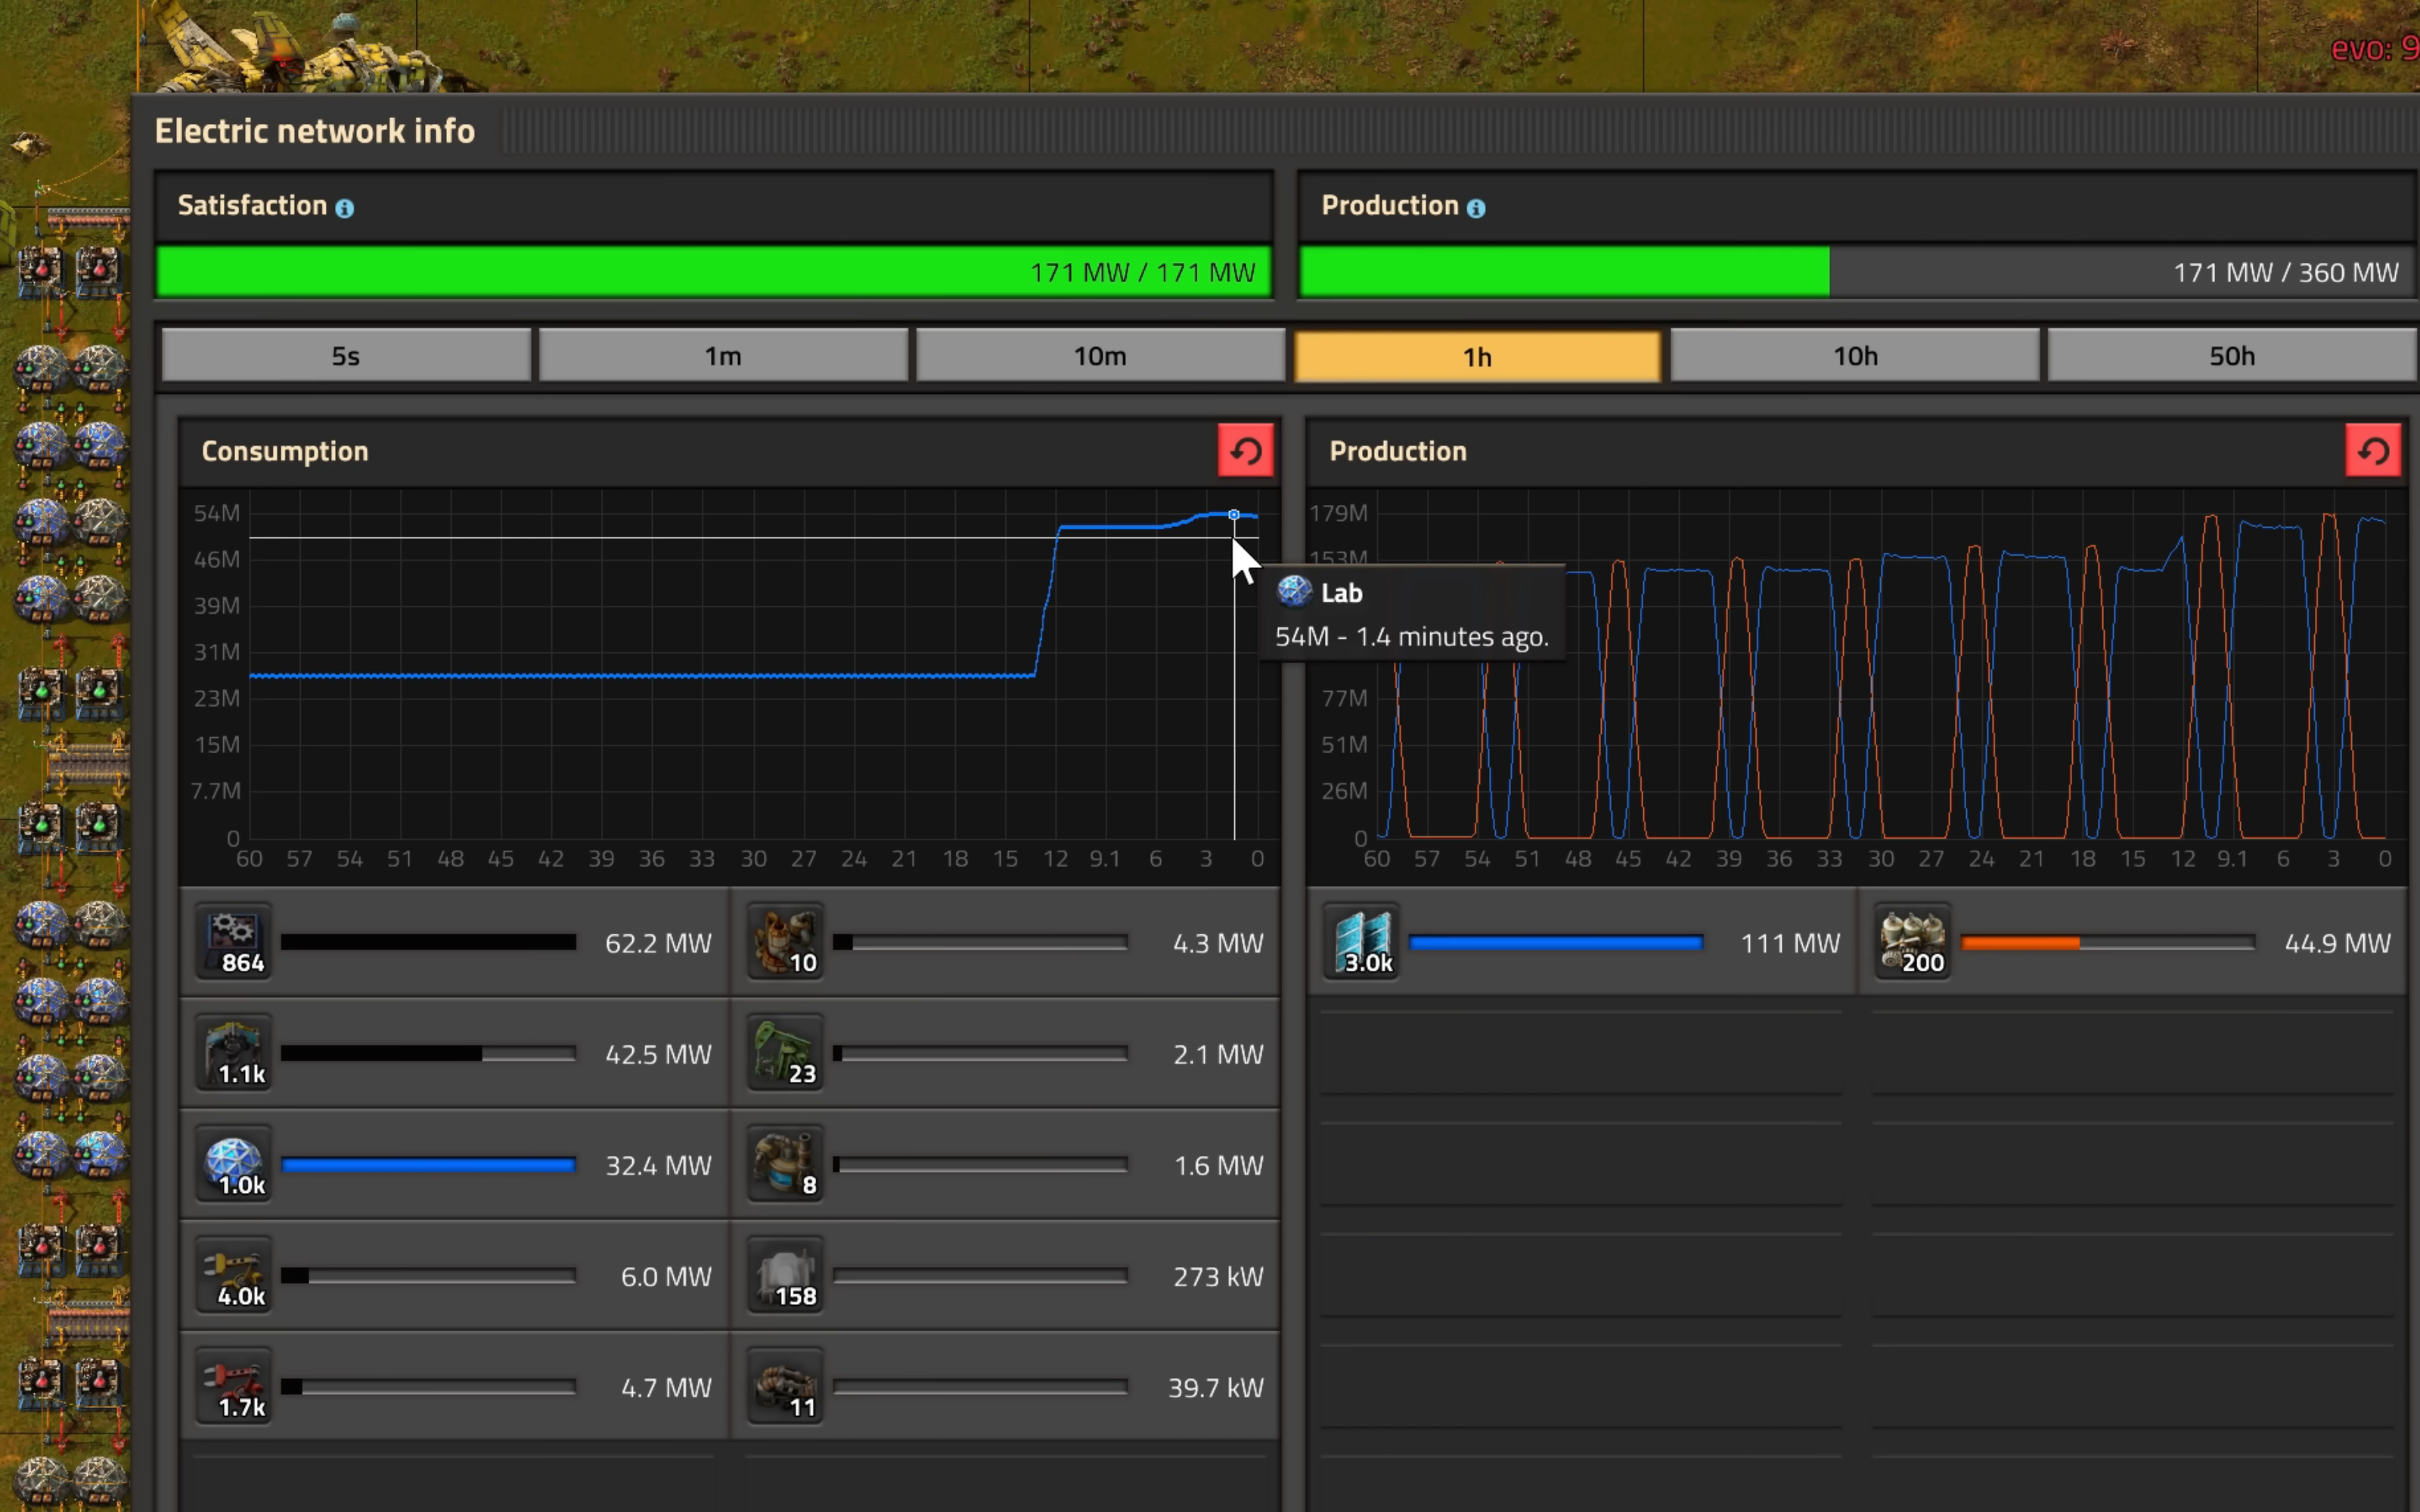 evo: 9
Electric network info
Satisfaction
Production
171 MW / 171 MW
171 MW / 360 MW
5s
1m
10m
1h
10h
50h
Consumption
54M
46M
39M
31M
23M
15M
7.7M
0
60 57 54 51 48 45 42 39 36 33 30 27 24 21 18 15 12 9.1 6 3 0
Production
179M
153M
77M
51M
26M
0
60 57 54 51 48 45 42 39 36 33 30 27 24 21 18 15 12 9.1 6 3 0
Lab
54M - 1.4 minutes ago.
864 62.2 MW
10 4.3 MW
1.1k 42.5 MW
23 2.1 MW
1.0k 32.4 MW
8 1.6 MW
4.0k 6.0 MW
158 273 kW
1.7k 4.7 MW
11 39.7 kW
3.0k 111 MW
200 44.9 MW